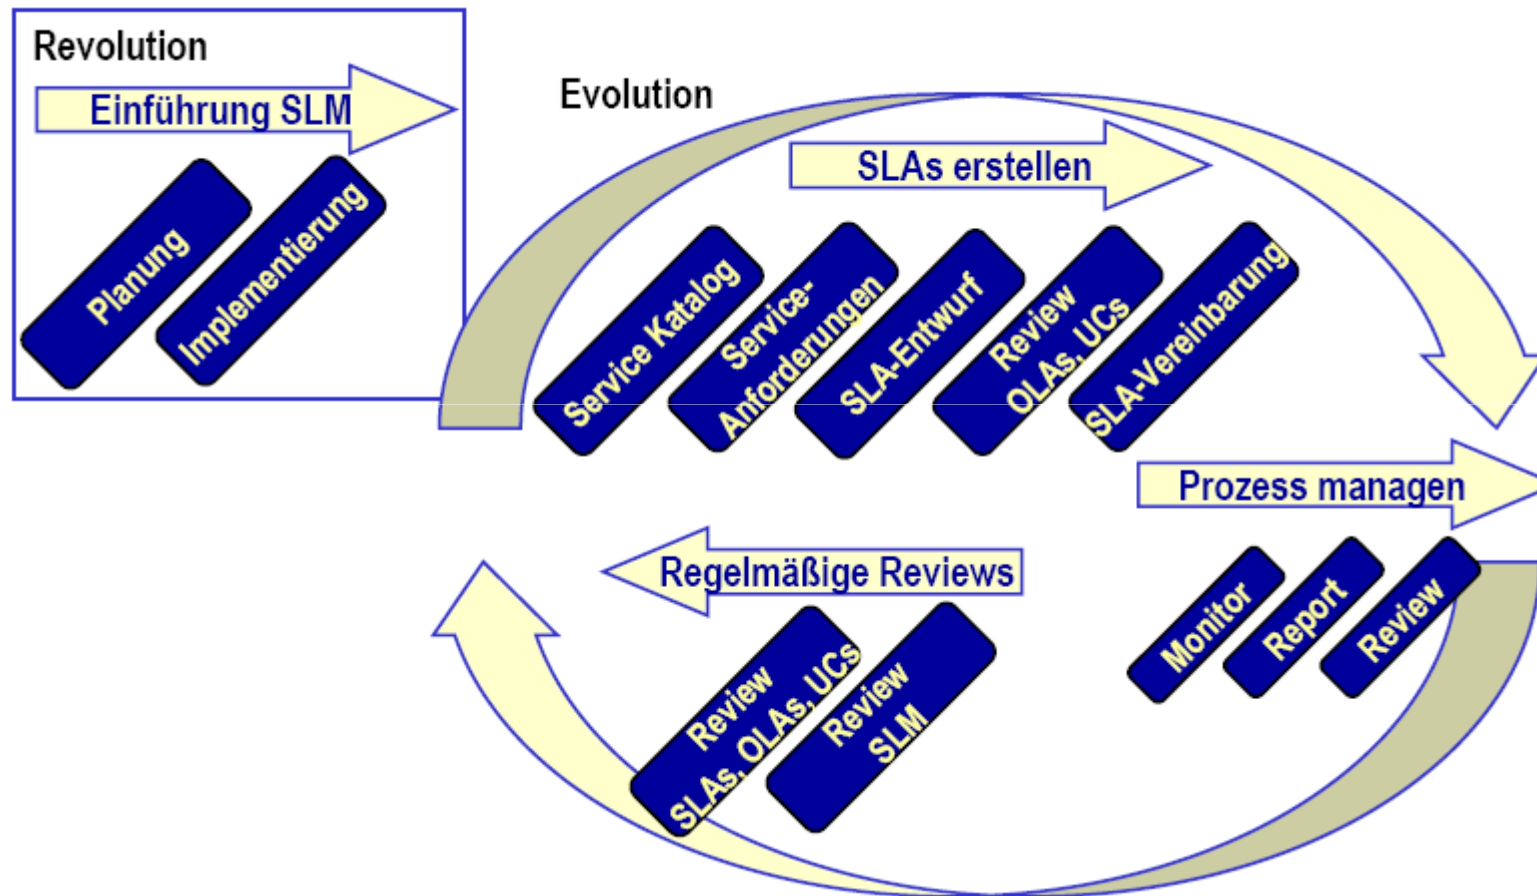 Revolution
Einführung SLM
Planung
Implementierung
Evolution
SLAs erstellen
Service Katalog
Service-
Anforderungen
SLA-Entwurf
Review
OLAs, UCs
SLA-Vereinbarung
Prozess managen
Monitor
Report
Review
Regelmäßige Reviews
Review
SLAs, OLAs, UCs
Review
SLM